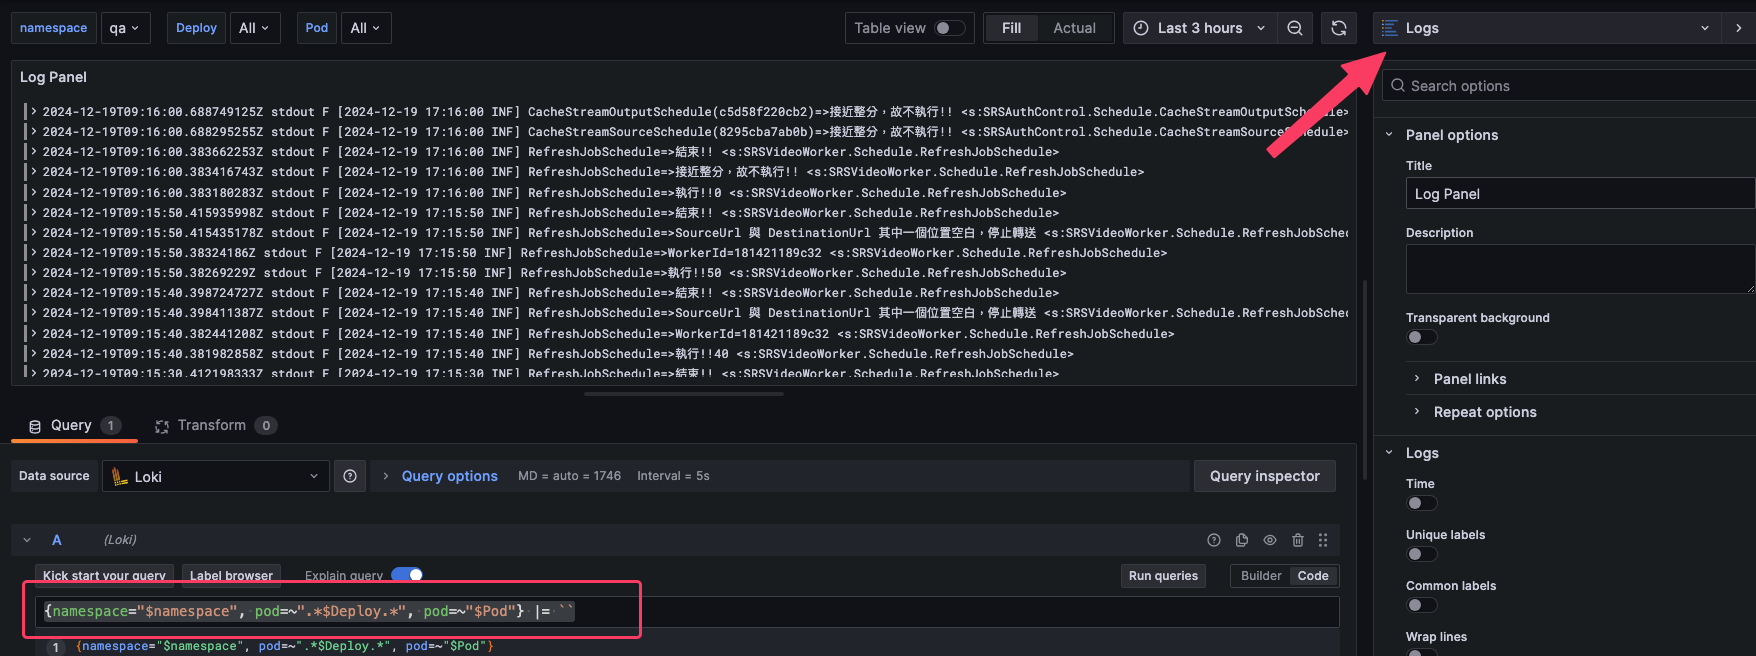 namespace qa Deploy All Pod All Table view Fill Actual Last 3 hours Logs
Log Panel
2024-12-19T09:16:00.688749125Z stdout F [2024-12-19 17:16:00 INF] CacheStreamOutputSchedule(c5d58f220cb2)=>接近整分，故不執行!! <s:SRSAuthControl.Schedule.CacheStreamOutputSchedule>
2024-12-19T09:16:00.688295255Z stdout F [2024-12-19 17:16:00 INF] CacheStreamSourceSchedule(8295cba7ab0b)=>接近整分，故不執行!! <s:SRSAuthControl.Schedule.CacheStreamSourceSchedule>
2024-12-19T09:16:00.383662253Z stdout F [2024-12-19 17:16:00 INF] RefreshJobSchedule=>結束!! <s:SRSVideoWorker.Schedule.RefreshJobSchedule>
2024-12-19T09:16:00.383416743Z stdout F [2024-12-19 17:16:00 INF] RefreshJobSchedule=>接近整分，故不執行!! <s:SRSVideoWorker.Schedule.RefreshJobSchedule>
2024-12-19T09:16:00.383180283Z stdout F [2024-12-19 17:16:00 INF] RefreshJobSchedule=>執行!!0 <s:SRSVideoWorker.Schedule.RefreshJobSchedule>
2024-12-19T09:15:50.415935998Z stdout F [2024-12-19 17:15:50 INF] RefreshJobSchedule=>結束!! <s:SRSVideoWorker.Schedule.RefreshJobSchedule>
2024-12-19T09:15:50.415435178Z stdout F [2024-12-19 17:15:50 INF] RefreshJobSchedule=>SourceUrl 與 DestinationUrl 其中一個位置空白，停止轉送 <s:SRSVideoWorker.Schedule.RefreshJobSched
2024-12-19T09:15:50.38324186Z stdout F [2024-12-19 17:15:50 INF] RefreshJobSchedule=>WorkerId=181421189c32 <s:SRSVideoWorker.Schedule.RefreshJobSchedule>
2024-12-19T09:15:50.38269229Z stdout F [2024-12-19 17:15:50 INF] RefreshJobSchedule=>執行!!50 <s:SRSVideoWorker.Schedule.RefreshJobSchedule>
2024-12-19T09:15:40.398724727Z stdout F [2024-12-19 17:15:40 INF] RefreshJobSchedule=>結束!! <s:SRSVideoWorker.Schedule.RefreshJobSchedule>
2024-12-19T09:15:40.398411387Z stdout F [2024-12-19 17:15:40 INF] RefreshJobSchedule=>SourceUrl 與 DestinationUrl 其中一個位置空白，停止轉送 <s:SRSVideoWorker.Schedule.RefreshJobSched
2024-12-19T09:15:40.382441208Z stdout F [2024-12-19 17:15:40 INF] RefreshJobSchedule=>WorkerId=181421189c32 <s:SRSVideoWorker.Schedule.RefreshJobSchedule>
2024-12-19T09:15:40.381982858Z stdout F [2024-12-19 17:15:40 INF] RefreshJobSchedule=>執行!!40 <s:SRSVideoWorker.Schedule.RefreshJobSchedule>
2024-12-19T09:15:30.412198333Z stdout F [2024-12-19 17:15:30 INF] RefreshJobSchedule=>結束!! <s:SRSVideoWorker.Schedule.RefreshJobSchedule>
Query 1 Transform 0
Data source Loki Query options MD = auto = 1746 Interval = 5s Query inspector
A (Loki)
Kick start your query Label browser Explain query Run queries Builder Code
{namespace="$namespace", pod=~".*$Deploy.*", pod=~"$Pod"} |= ``
1 {namespace="$namespace", pod=~".*$Deploy.*", pod=~"$Pod"}
Search options
Panel options
Title
Log Panel
Description
Transparent background
Panel links
Repeat options
Logs
Time
Unique labels
Common labels
Wrap lines